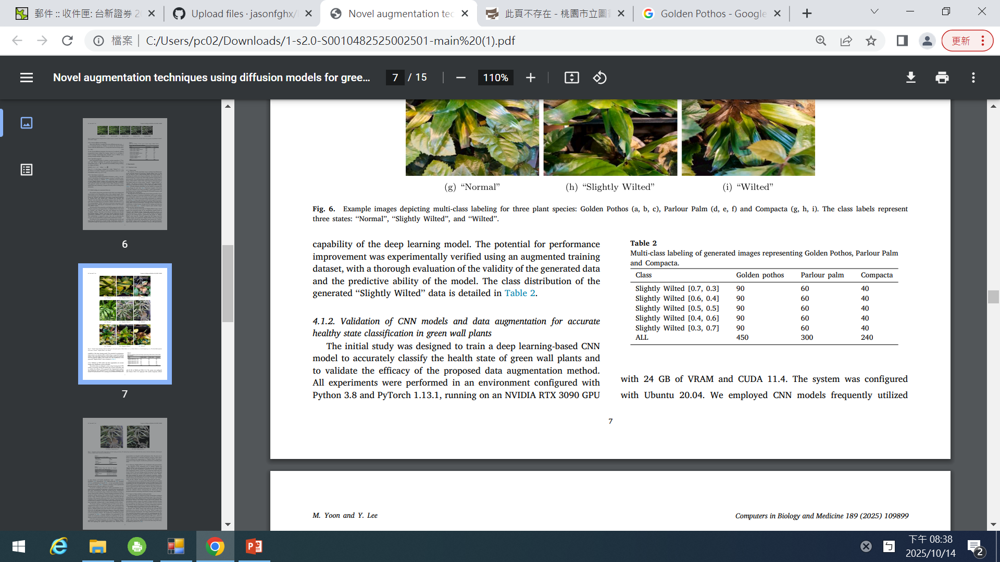 郵件 :: 收件匣: 台新證券 2
Upload files · jasonfghx/
Novel augmentation tec
此頁不存在 - 桃園市立圖
Golden Pothos - Google
檔案
C:/Users/pc02/Downloads/1-s2.0-S0010482525002501-main%20(1).pdf
更新
Novel augmentation techniques using diffusion models for gree...
7 / 15
110%
6
7
(g) “Normal”
(h) “Slightly Wilted”
(i) “Wilted”
Fig. 6. Example images depicting multi-class labeling for three plant species: Golden Pothos (a, b, c), Parlour Palm (d, e, f) and Compacta (g, h, i). The class labels represent
three states: “Normal”, “Slightly Wilted”, and “Wilted”.
capability of the deep learning model. The potential for performance
improvement was experimentally verified using an augmented training
dataset, with a thorough evaluation of the validity of the generated data
and the predictive ability of the model. The class distribution of the
generated “Slightly Wilted” data is detailed in Table 2.
4.1.2. Validation of CNN models and data augmentation for accurate
healthy state classification in green wall plants
The initial study was designed to train a deep learning-based CNN
model to accurately classify the health state of green wall plants and
to validate the efficacy of the proposed data augmentation method.
All experiments were performed in an environment configured with
Python 3.8 and PyTorch 1.13.1, running on an NVIDIA RTX 3090 GPU
Table 2
Multi-class labeling of generated images representing Golden Pothos, Parlour Palm
and Compacta.
Class Golden pothos Parlour palm Compacta
Slightly Wilted [0.7, 0.3] 90 60 40
Slightly Wilted [0.6, 0.4] 90 60 40
Slightly Wilted [0.5, 0.5] 90 60 40
Slightly Wilted [0.4, 0.6] 90 60 40
Slightly Wilted [0.3, 0.7] 90 60 40
ALL 450 300 240
with 24 GB of VRAM and CUDA 11.4. The system was configured
with Ubuntu 20.04. We employed CNN models frequently utilized
7
M. Yoon and Y. Lee
Computers in Biology and Medicine 189 (2025) 109899
下午 08:38
2025/10/14
2